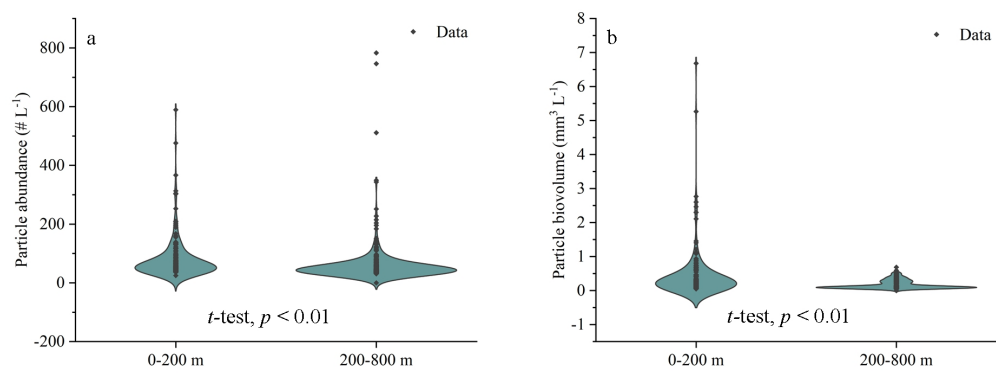 a
Data
800
600
400
200
0
-200
Particle abundance (# L⁻¹)
t-test, p < 0.01
0-200 m
200-800 m
b
Data
8
7
6
5
4
3
2
1
0
-1
Particle biovolume (mm³ L⁻¹)
t-test, p < 0.01
0-200 m
200-800 m